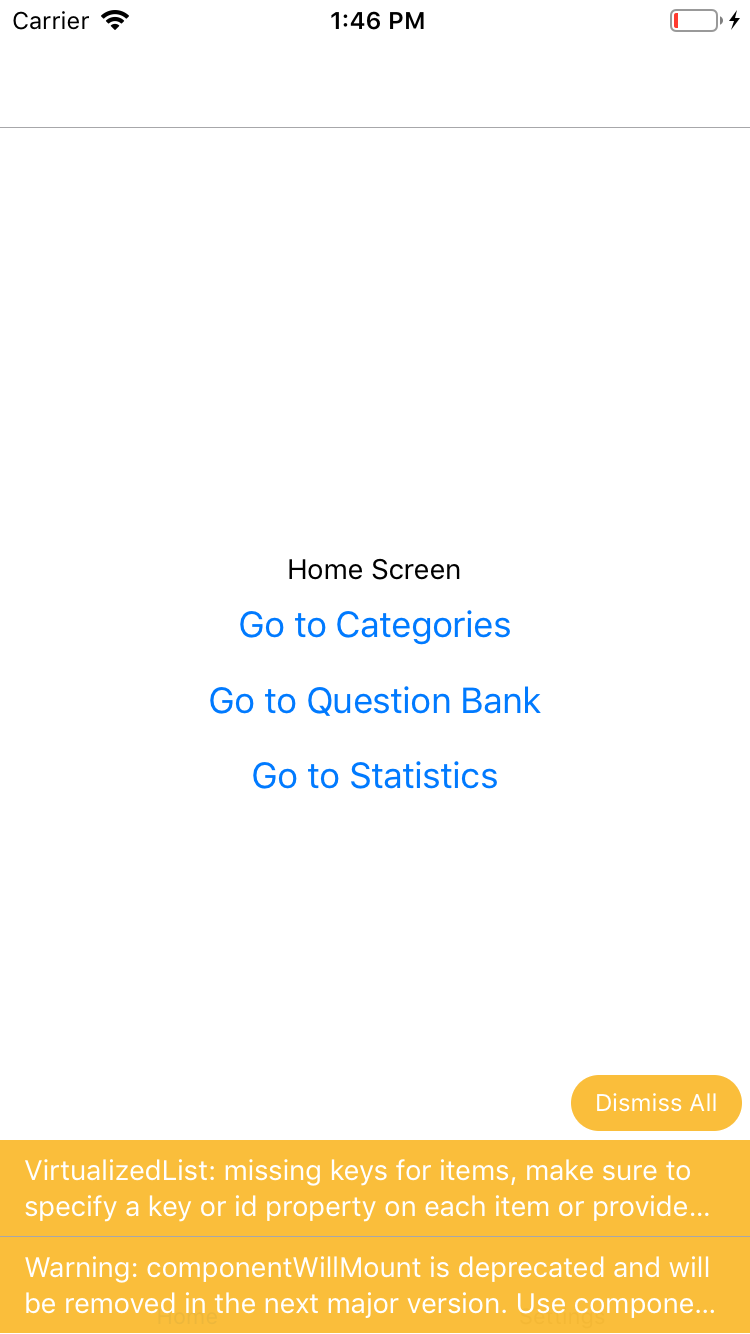 Carrier 1:46 PM
Home Screen
Go to Categories
Go to Question Bank
Go to Statistics
Dismiss All
VirtualizedList: missing keys for items, make sure to
specify a key or id property on each item or provide...
Warning: componentWillMount is deprecated and will
be removed in the next major version. Use compone...
Home Settings